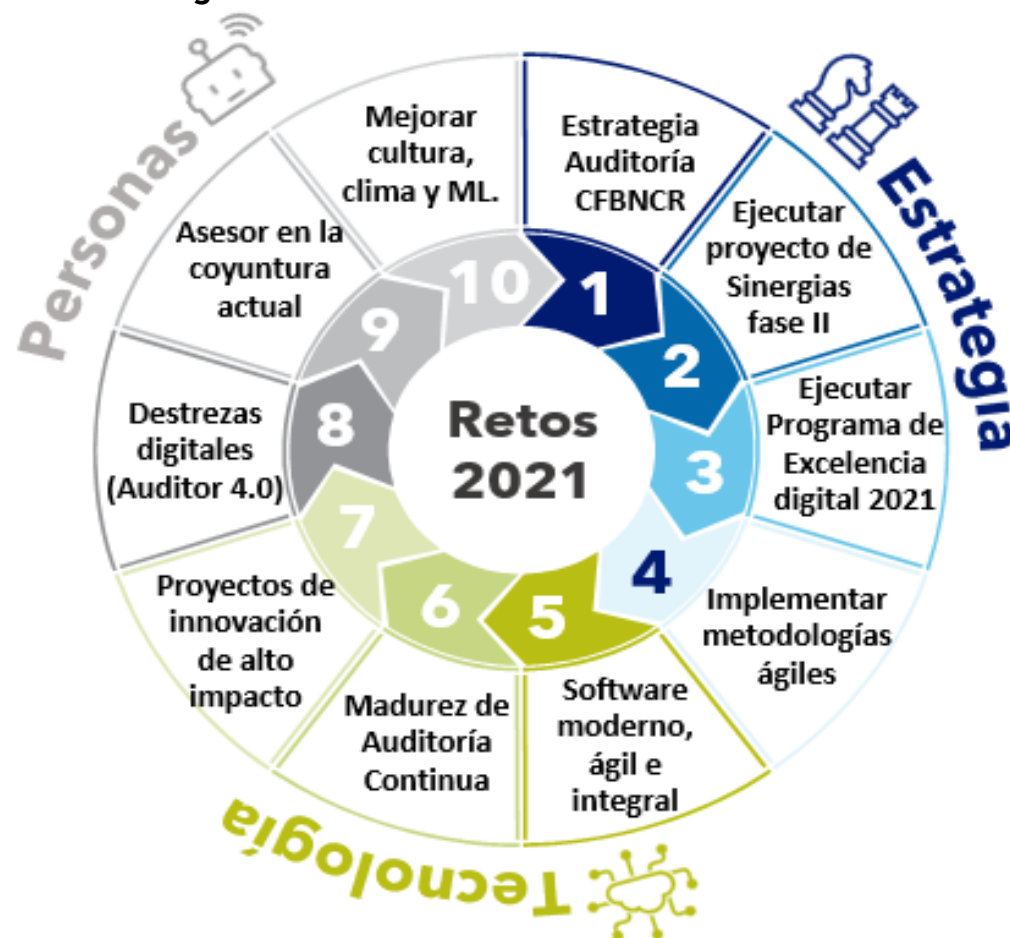 Retos
2021
Estrategia
1
Estrategia
Auditoría
CFBNCR
2
Ejecutar
proyecto de
Sinergias
fase II
3
Ejecutar
Programa de
Excelencia
digital 2021
4
Implementar
metodologías
ágiles
Tecnología
5
Software
moderno,
ágil e
integral
6
Madurez de
Auditoría
Continua
7
Proyectos de
innovación
de alto
impacto
Personas
8
Destrezas
digitales
(Auditor 4.0)
9
Asesor en la
coyuntura
actual
10
Mejorar
cultura,
clima y ML.